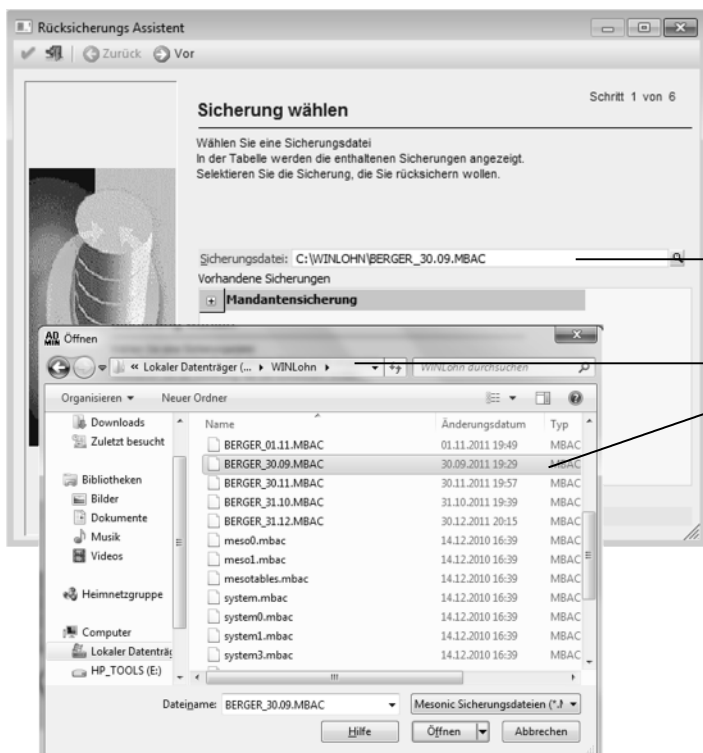 Rücksicherungs Assistent
Zurück Vor
Schritt 1 von 6
Sicherung wählen
Wählen Sie eine Sicherungsdatei
In der Tabelle werden die enthaltenen Sicherungen angezeigt.
Selektieren Sie die Sicherung, die Sie rücksichern wollen.
Sicherungsdatei: C:\WINLOHN\BERGER_30.09.MBAC
Vorhandene Sicherungen
Mandantensicherung
AD MIN Öffnen
« Lokaler Datenträger (... ▸ WINLohn ▸ WINLohn durchsuchen
Organisieren Neuer Ordner
Downloads
Zuletzt besucht
Bibliotheken
Bilder
Dokumente
Musik
Videos
Heimnetzgruppe
Computer
Lokaler Datenträg
HP_TOOLS (E:)
Name Änderungsdatum Typ
BERGER_01.11.MBAC 01.11.2011 19:49 MBAC
BERGER_30.09.MBAC 30.09.2011 19:29 MBAC
BERGER_30.11.MBAC 30.11.2011 19:57 MBAC
BERGER_31.10.MBAC 31.10.2011 19:39 MBAC
BERGER_31.12.MBAC 30.12.2011 20:15 MBAC
meso0.mbac 14.12.2010 16:39 MBAC
meso1.mbac 14.12.2010 16:39 MBAC
mesotables.mbac 14.12.2010 16:39 MBAC
system.mbac 14.12.2010 16:39 MBAC
system0.mbac 14.12.2010 16:39 MBAC
system1.mbac 14.12.2010 16:39 MBAC
system3.mbac 14.12.2010 16:39 MBAC
Dateiname: BERGER_30.09.MBAC Mesonic Sicherungsdateien (*.M
Hilfe Öffnen Abbrechen